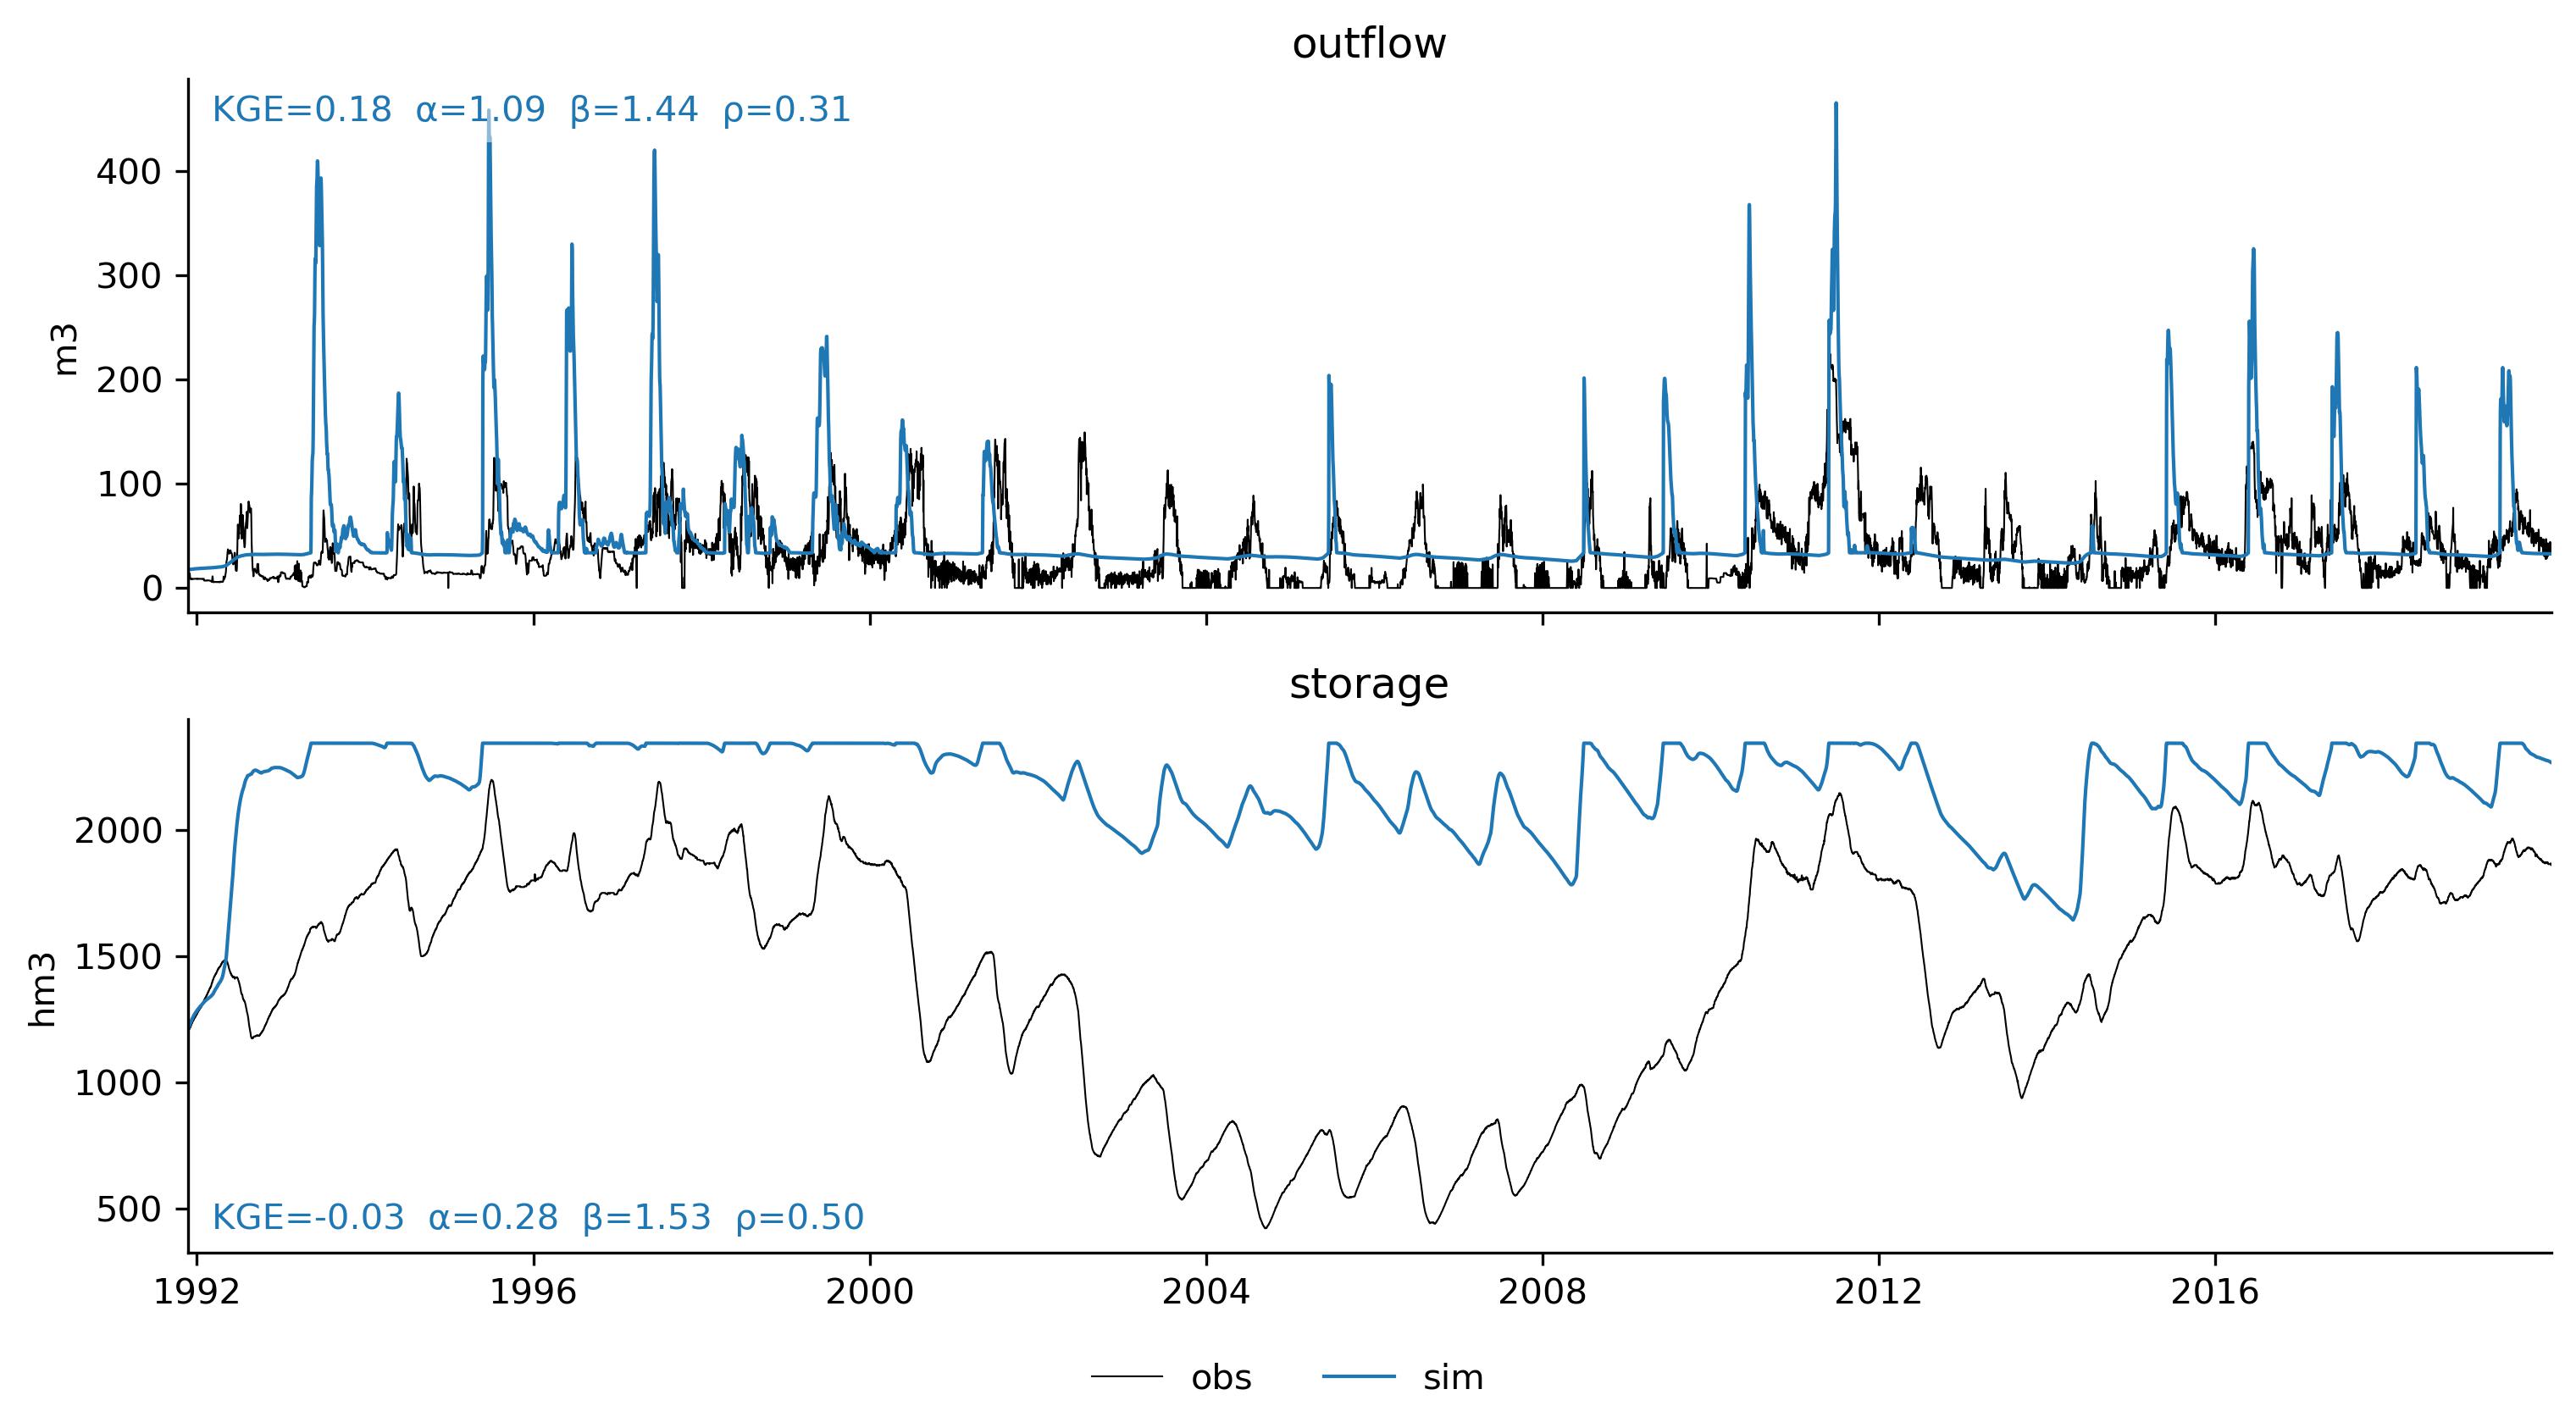 outflow
KGE=0.18 α=1.09 β=1.44 ρ=0.31
400
300
200
100
0
m3
storage
2000
1500
1000
500
hm3
KGE=-0.03 α=0.28 β=1.53 ρ=0.50
1992 1996 2000 2004 2008 2012 2016
obs sim